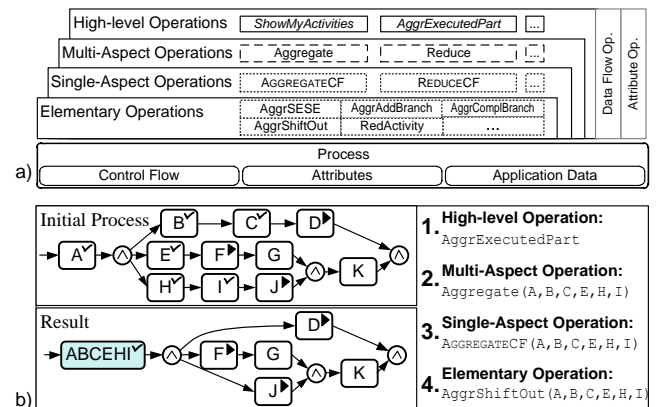 High-level Operations ShowMyActivities AggrExecutedPart ...
Multi-Aspect Operations Aggregate Reduce ...
Single-Aspect Operations AGGREGATECF REDUCECF ...
Elementary Operations AggrSESE AggrAddBranch AggrComplBranch
AggrShiftOut RedActivity ...
Data Flow Op.
Attribute Op.
Process
a) Control Flow Attributes Application Data
Initial Process
B C D
A E F G
H I J K
Result
D
ABCEHI F G
J K
b)
1. High-level Operation:
AggrExecutedPart
2. Multi-Aspect Operation:
Aggregate(A,B,C,E,H,I)
3. Single-Aspect Operation:
AGGREGATECF(A,B,C,E,H,I)
4. Elementary Operation:
AggrShiftOut(A,B,C,E,H,I)